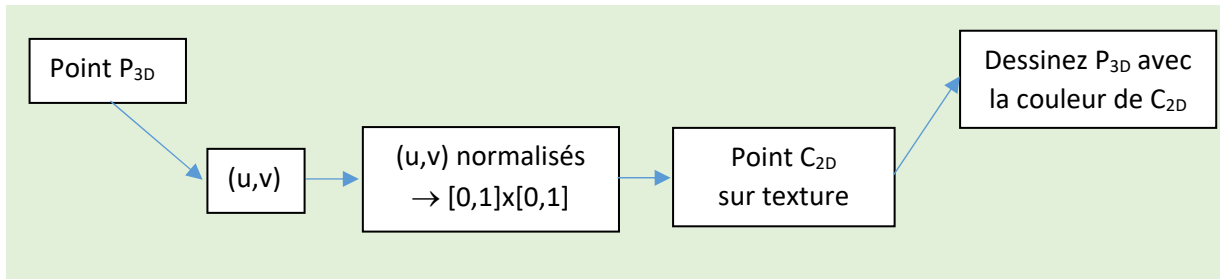 Point P₃D
(u,v)
(u,v) normalisés
→ [0,1]x[0,1]
Point C₂D
sur texture
Dessinez P₃D avec
la couleur de C₂D